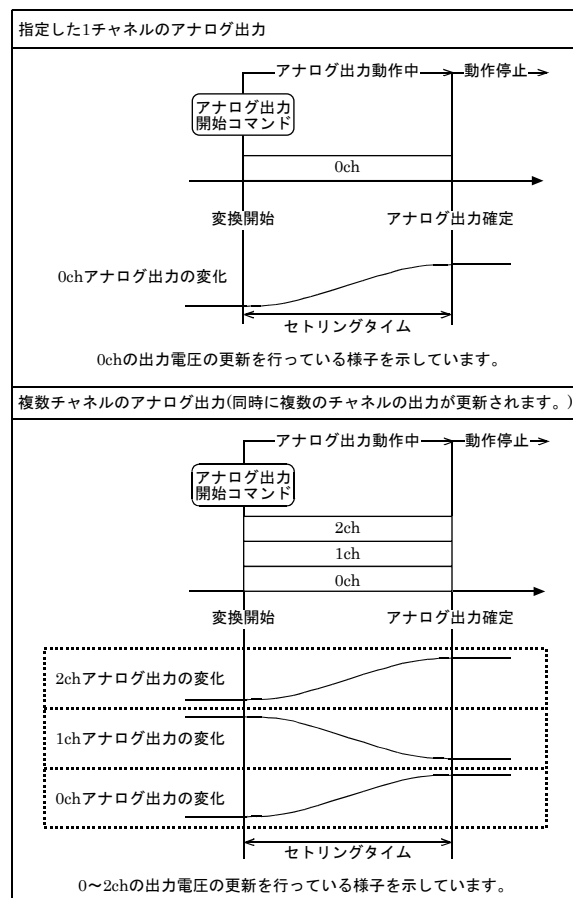 指定した1チャネルのアナログ出力
アナログ出力動作中
動作停止
アナログ出力
開始コマンド
0ch
変換開始
アナログ出力確定
0chアナログ出力の変化
セトリングタイム
0chの出力電圧の更新を行っている様子を示しています。
複数チャネルのアナログ出力(同時に複数のチャネルの出力が更新されます。)
アナログ出力動作中
動作停止
アナログ出力
開始コマンド
2ch
1ch
0ch
変換開始
アナログ出力確定
2chアナログ出力の変化
1chアナログ出力の変化
0chアナログ出力の変化
セトリングタイム
0～2chの出力電圧の更新を行っている様子を示しています。